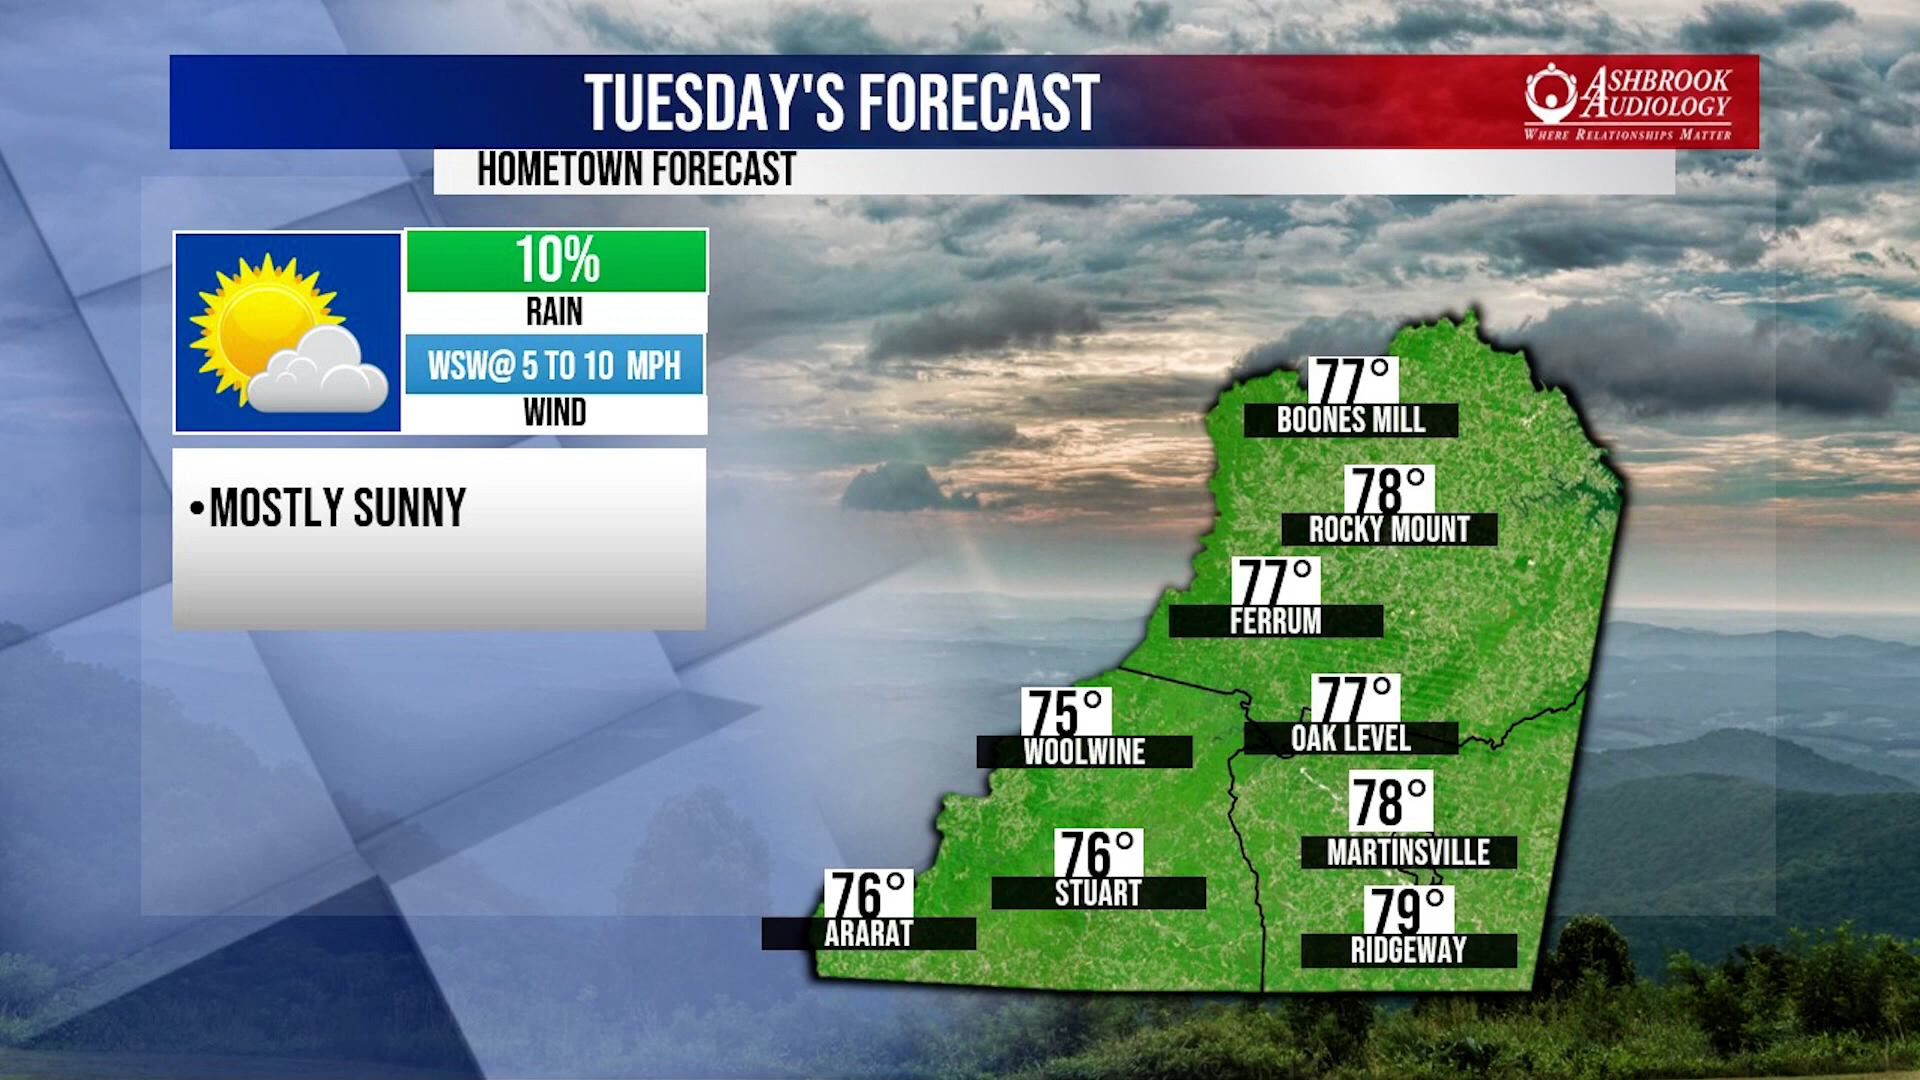 TUESDAY'S FORECAST
ASHBROOK
AUDIOLOGY
WHERE RELATIONSHIPS MATTER
HOMETOWN FORECAST
10%
RAIN
WSW@ 5 TO 10 MPH
WIND
•MOSTLY SUNNY
77°
BOONES MILL
78°
ROCKY MOUNT
77°
FERRUM
77°
OAK LEVEL
75°
WOOLWINE
78°
MARTINSVILLE
76°
STUART
76°
ARARAT
79°
RIDGEWAY